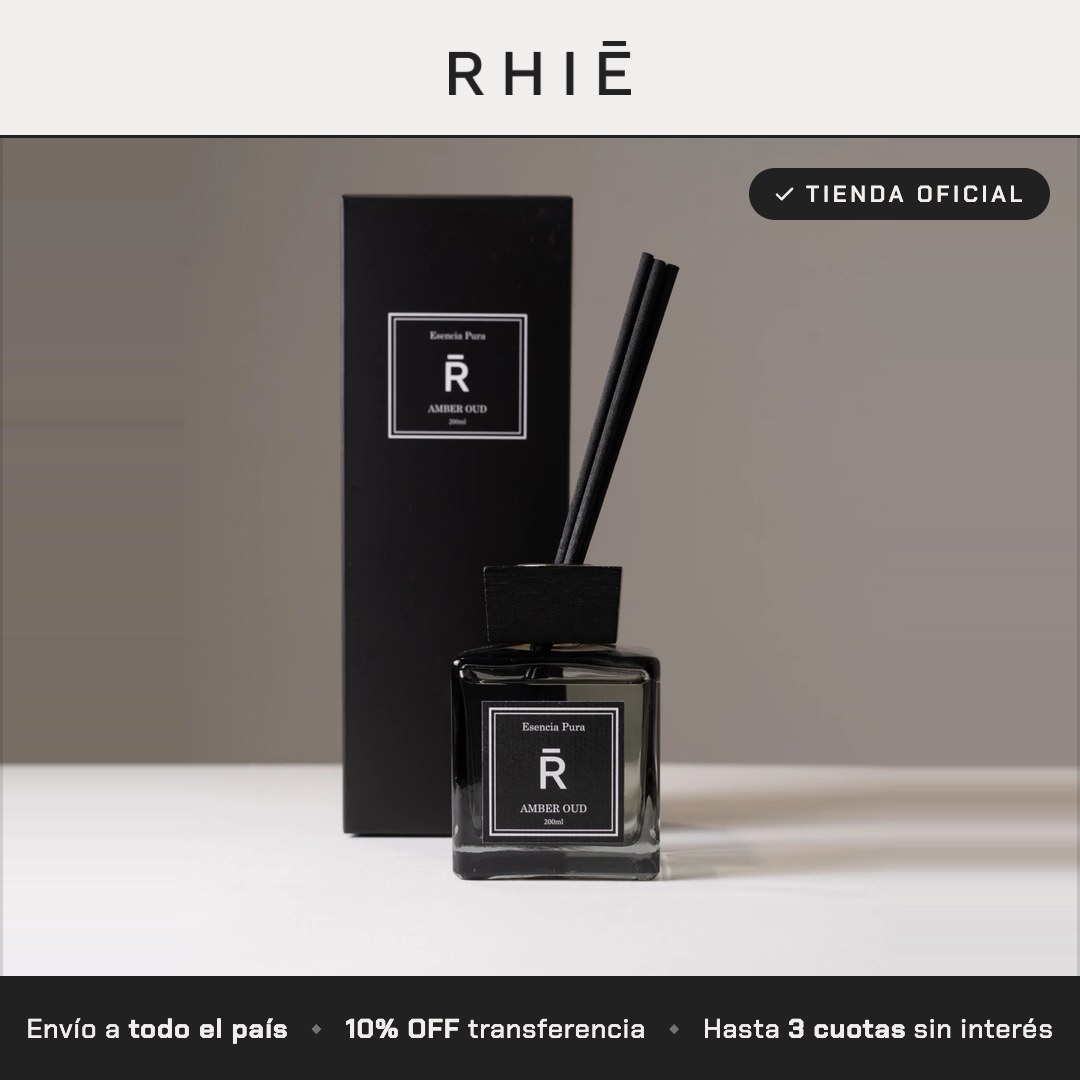 RHIĒ
✓ TIENDA OFICIAL
Esencia Pura
R̄
AMBER OUD
200ml
Esencia Pura
R̄
AMBER OUD
200ml
Envío a todo el país ◆ 10% OFF transferencia ◆ Hasta 3 cuotas sin interés